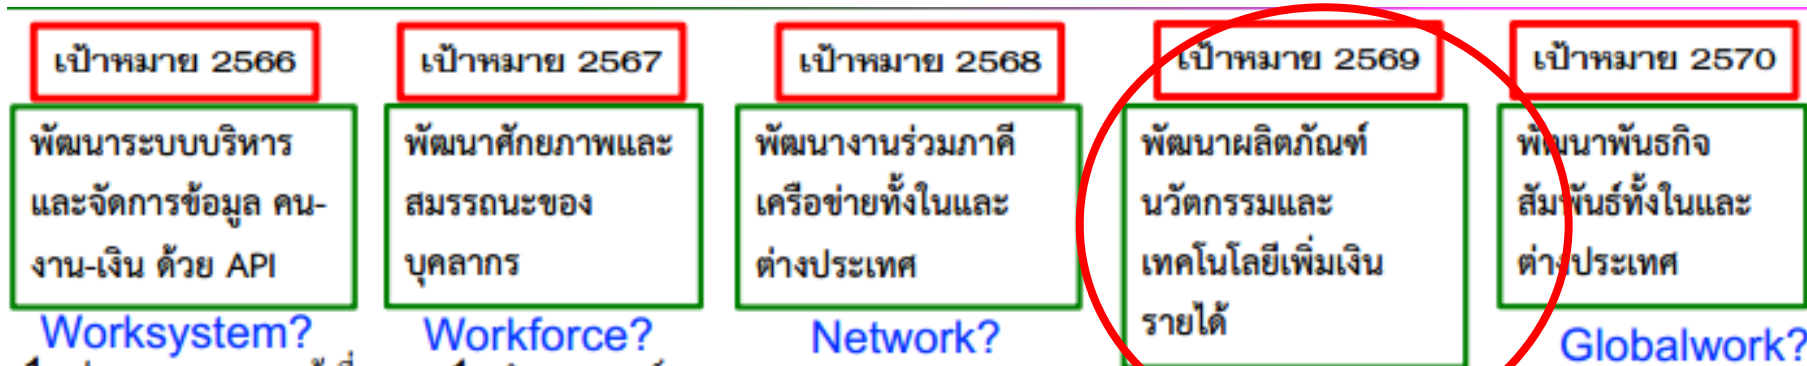 เป้าหมาย 2566
พัฒนาระบบบริหาร
และจัดการข้อมูล คน-
งาน-เงิน ด้วย API
Worksystem?
เป้าหมาย 2567
พัฒนาศักยภาพและ
สมรรถนะของ
บุคลากร
Workforce?
เป้าหมาย 2568
พัฒนางานร่วมภาคี
เครือข่ายทั้งในและ
ต่างประเทศ
Network?
เป้าหมาย 2569
พัฒนาผลิตภัณฑ์
นวัตกรรมและ
เทคโนโลยีเพิ่มเงิน
รายได้
เป้าหมาย 2570
พัฒนาพันธกิจ
สัมพันธ์ทั้งในและ
ต่างประเทศ
Globalwork?